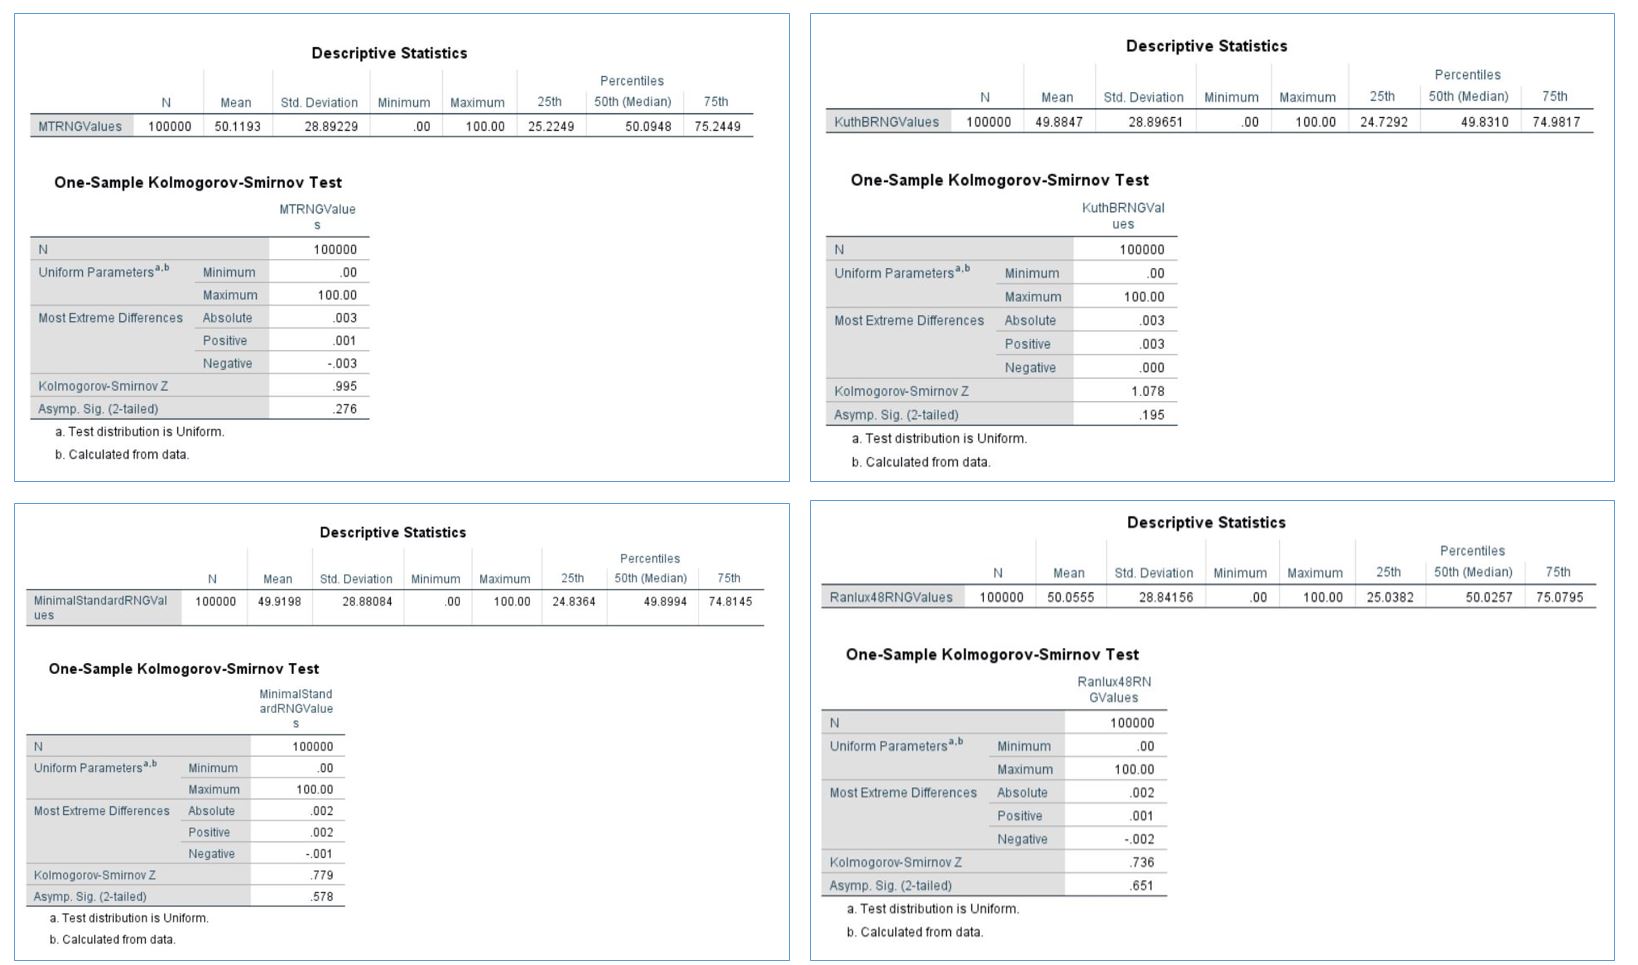 Descriptive Statistics
Percentiles
N Mean Std. Deviation Minimum Maximum 25th 50th (Median) 75th
MTRNGValues 100000 50.1193 28.89229 .00 100.00 25.2249 50.0948 75.2449
One-Sample Kolmogorov-Smirnov Test
MTRNGValue
s
N 100000
Uniform Parameters a,b Minimum .00
Maximum 100.00
Most Extreme Differences Absolute .003
Positive .001
Negative -.003
Kolmogorov-Smirnov Z .995
Asymp. Sig. (2-tailed) .276
a. Test distribution is Uniform.
b. Calculated from data.
Descriptive Statistics
Percentiles
N Mean Std. Deviation Minimum Maximum 25th 50th (Median) 75th
KuthBRNGValues 100000 49.8847 28.89651 .00 100.00 24.7292 49.8310 74.9817
One-Sample Kolmogorov-Smirnov Test
KuthBRNGVal
ues
N 100000
Uniform Parameters a,b Minimum .00
Maximum 100.00
Most Extreme Differences Absolute .003
Positive .003
Negative .000
Kolmogorov-Smirnov Z 1.078
Asymp. Sig. (2-tailed) .195
a. Test distribution is Uniform.
b. Calculated from data.
Descriptive Statistics
Percentiles
N Mean Std. Deviation Minimum Maximum 25th 50th (Median) 75th
MinimalStandardRNGVal 100000 49.9198 28.88084 .00 100.00 24.8364 49.8994 74.8145
ues
One-Sample Kolmogorov-Smirnov Test
MinimalStand
ardRNGValue
s
N 100000
Uniform Parameters a,b Minimum .00
Maximum 100.00
Most Extreme Differences Absolute .002
Positive .002
Negative -.001
Kolmogorov-Smirnov Z .779
Asymp. Sig. (2-tailed) .578
a. Test distribution is Uniform.
b. Calculated from data.
Descriptive Statistics
Percentiles
N Mean Std. Deviation Minimum Maximum 25th 50th (Median) 75th
Ranlux48RNGValues 100000 50.0555 28.84156 .00 100.00 25.0382 50.0257 75.0795
One-Sample Kolmogorov-Smirnov Test
Ranlux48RN
GValues
N 100000
Uniform Parameters a,b Minimum .00
Maximum 100.00
Most Extreme Differences Absolute .002
Positive .001
Negative -.002
Kolmogorov-Smirnov Z .736
Asymp. Sig. (2-tailed) .651
a. Test distribution is Uniform.
b. Calculated from data.